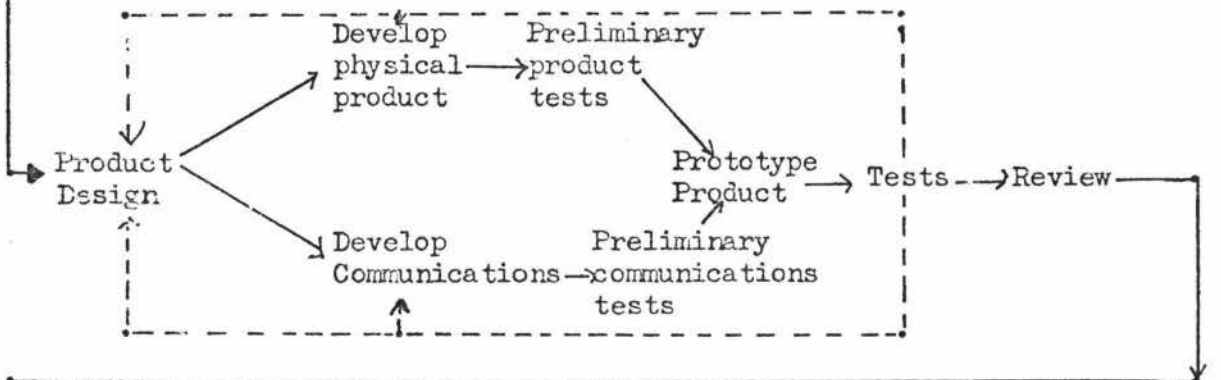 Develop
physical
product
Preliminary
product
tests
Product
Design
Prototype
Product
Tests
Review
Develop
Communications
Preliminary
communications
tests